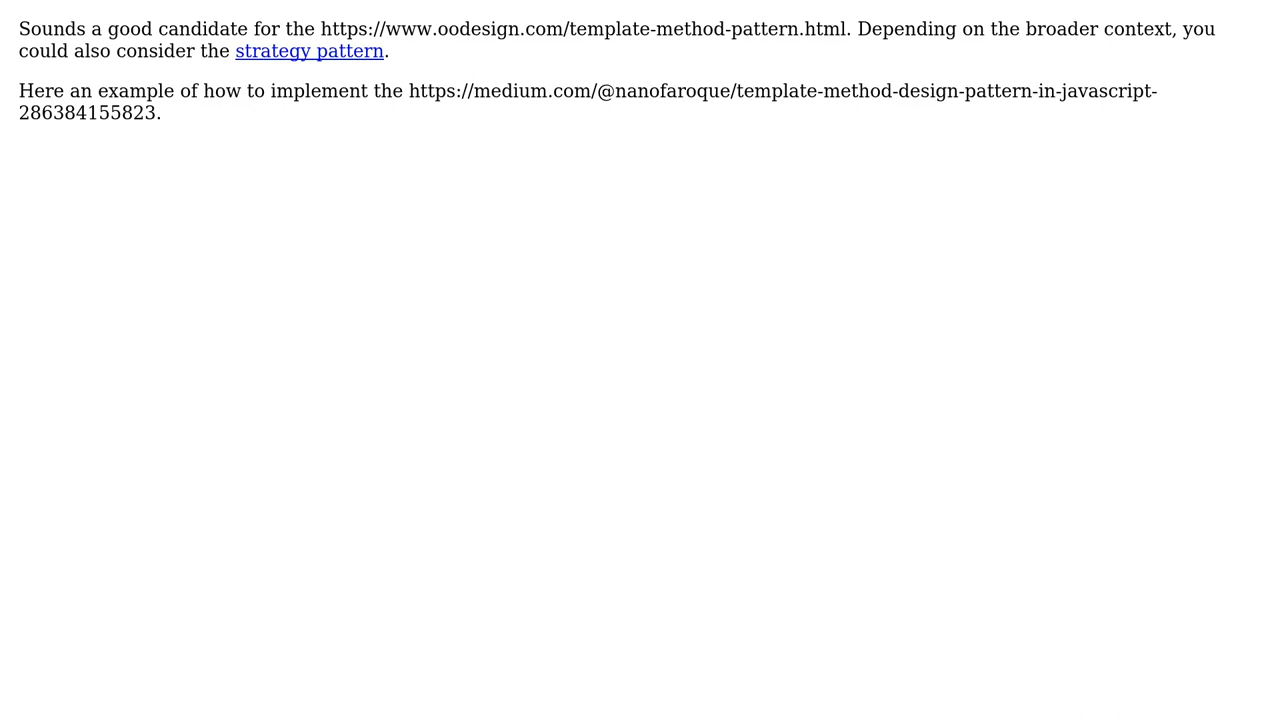 Sounds a good candidate for the https://www.oodesign.com/template-method-pattern.html. Depending on the broader context, you
could also consider the strategy pattern.
Here an example of how to implement the https://medium.com/@nanofaroque/template-method-design-pattern-in-javascript-
286384155823.